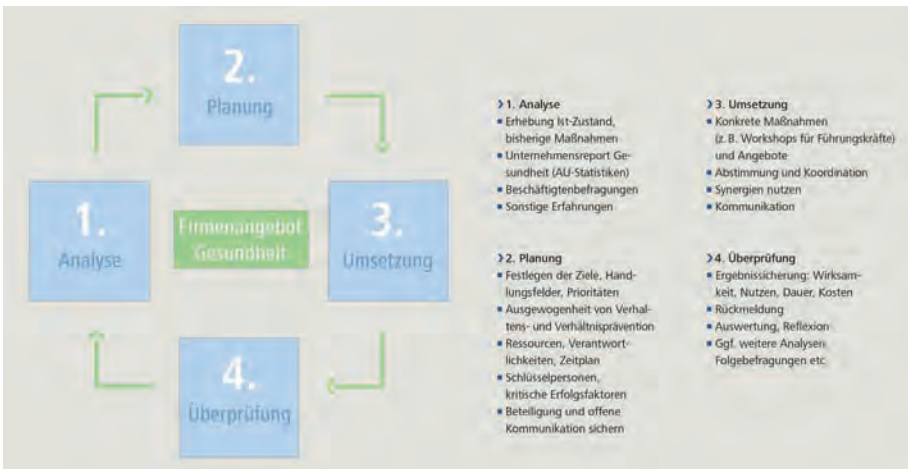 2.
Planung
1.
Analyse
Firmenangebot
Gesundheit
3.
Umsetzung
4.
Überprüfung
1. Analyse
Erhebung Ist-Zustand,
bisherige Maßnahmen
Unternehmensreport Ge-
sundheit (AU-Statistiken)
Beschäftigtenbefragungen
Sonstige Erfahrungen
2. Planung
Festlegen der Ziele, Hand-
lungsfelder, Prioritäten
Ausgewogenheit von Verhal-
tens- und Verhältnisprävention
Ressourcen, Verantwort-
lichkeiten, Zeitplan
Schlüsselpersonen,
kritische Erfolgsfaktoren
Beteiligung und offene
Kommunikation sichern
3. Umsetzung
Konkrete Maßnahmen
(z. B. Workshops für Führungskräfte)
und Angebote
Abstimmung und Koordination
Synergien nutzen
Kommunikation
4. Überprüfung
Ergebnissicherung: Wirksam-
keit, Nutzen, Dauer, Kosten
Rückmeldung
Auswertung, Reflexion
Ggf. weitere Analysen
Folgebefragungen etc.